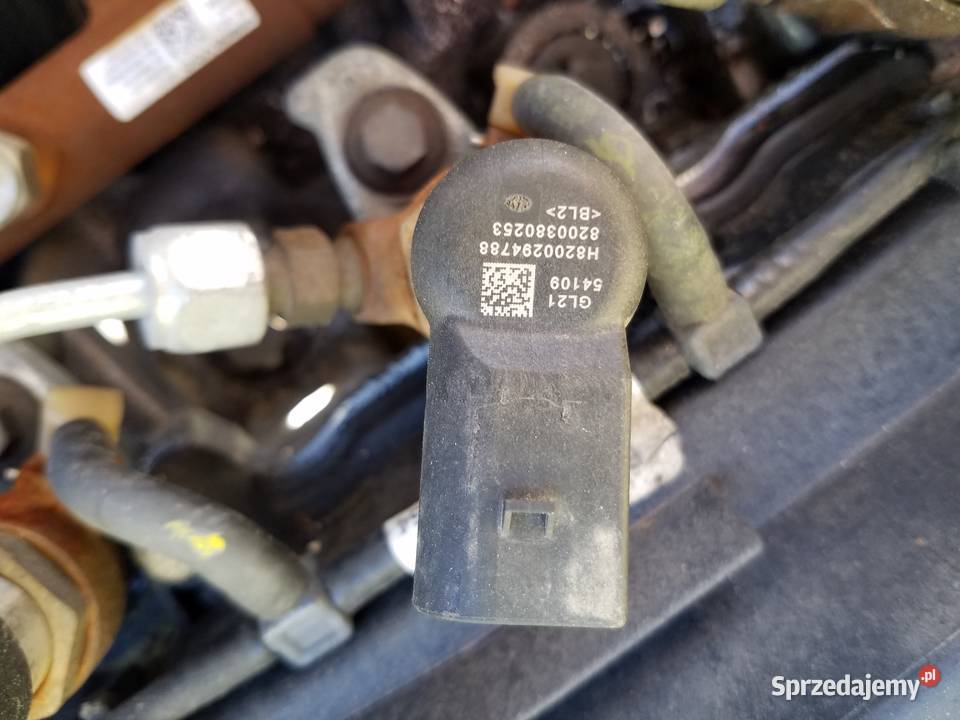 GL21
54109
H8200294788
8200380253
<BL2>
Sprzedajemy.pl